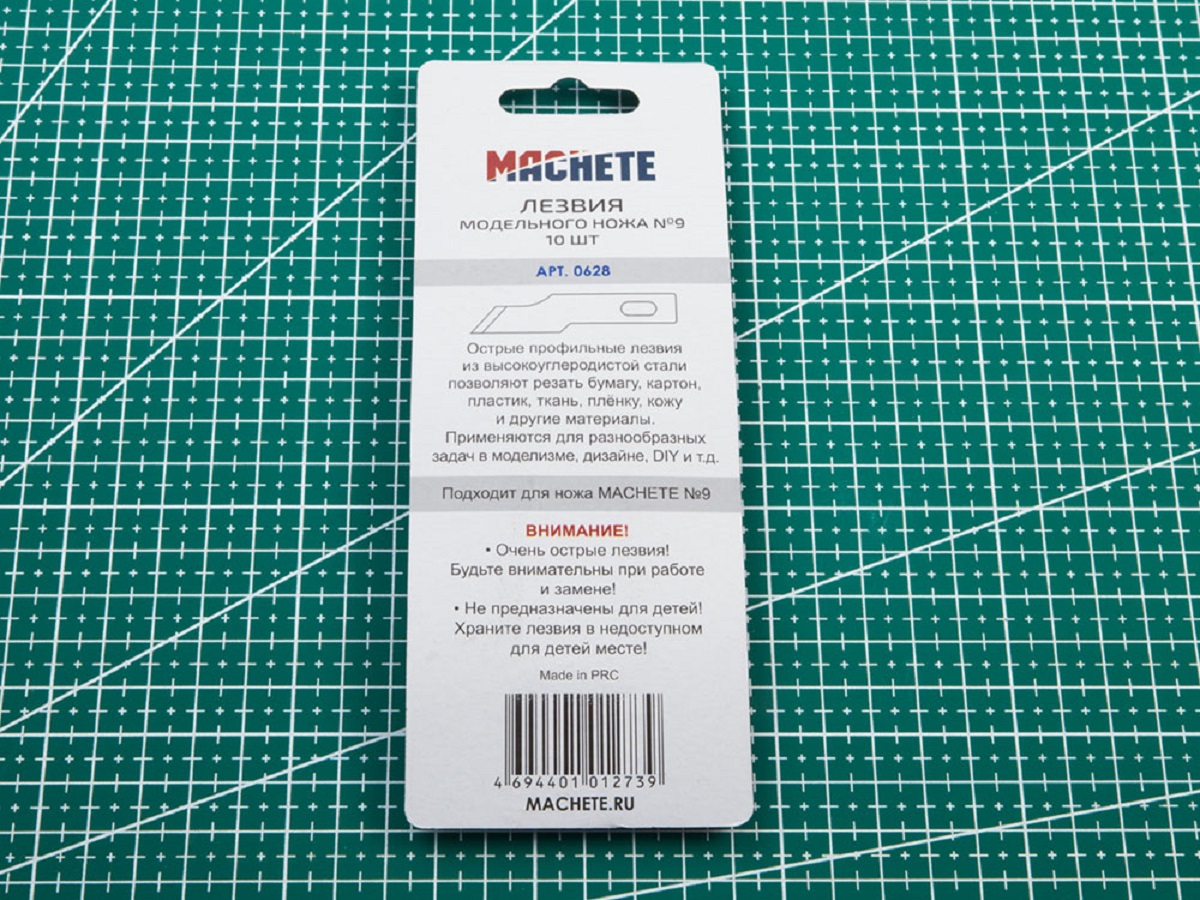 MACHETE
ЛЕЗВИЯ
МОДЕЛЬНОГО НОЖА №9
10 ШТ
АРТ. 0628
Острые профильные лезвия
из высокоуглеродистой стали
позволяют резать бумагу, картон,
пластик, ткань, плёнку, кожу
и другие материалы.
Применяются для разнообразных
задач в моделизме, дизайне, DIY и т.д.
Подходит для ножа MACHETE №9
ВНИМАНИЕ!
• Очень острые лезвия!
Будьте внимательны при работе
и замене!
• Не предназначены для детей!
Храните лезвия в недоступном
для детей месте!
Made in PRC
4 694401 012739
MACHETE.RU